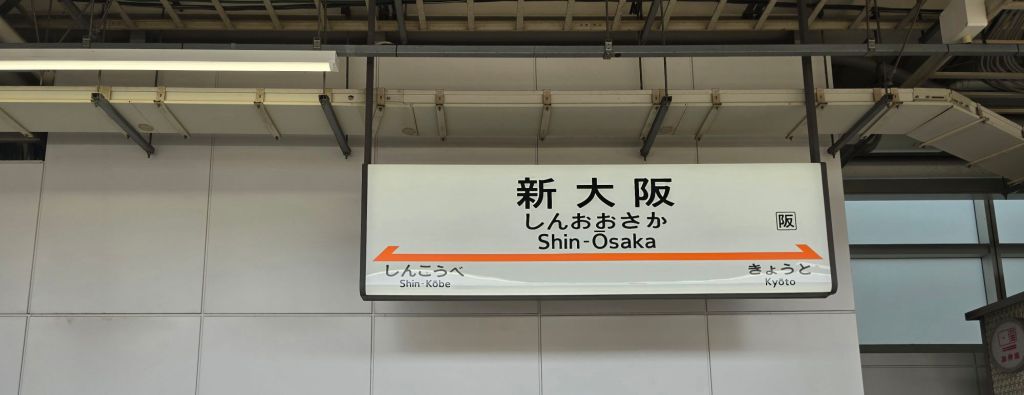 新大阪
しんおおさか
Shin-Ōsaka
阪
しんこうべ
Shin-Kōbe
きょうと
Kyōto